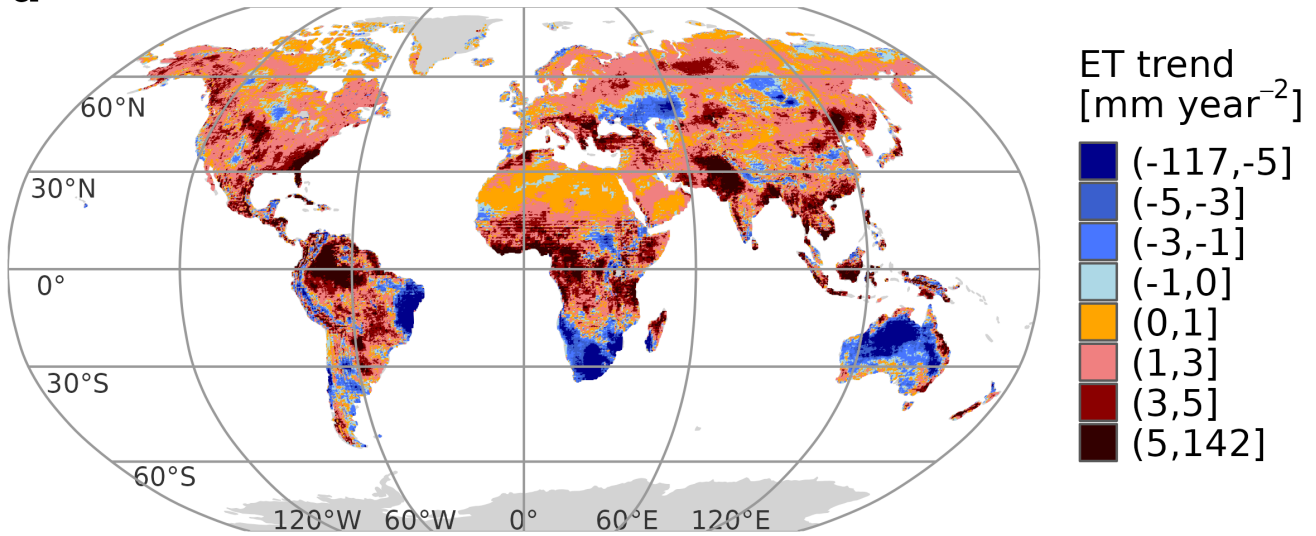 ET trend
[mm year⁻²]
60°N
(-117,-5]
30°N
(-5,-3]
(-3,-1]
0°
(-1,0]
(0,1]
30°S
(1,3]
(3,5]
(5,142]
60°S
120°W 60°W 0° 60°E 120°E